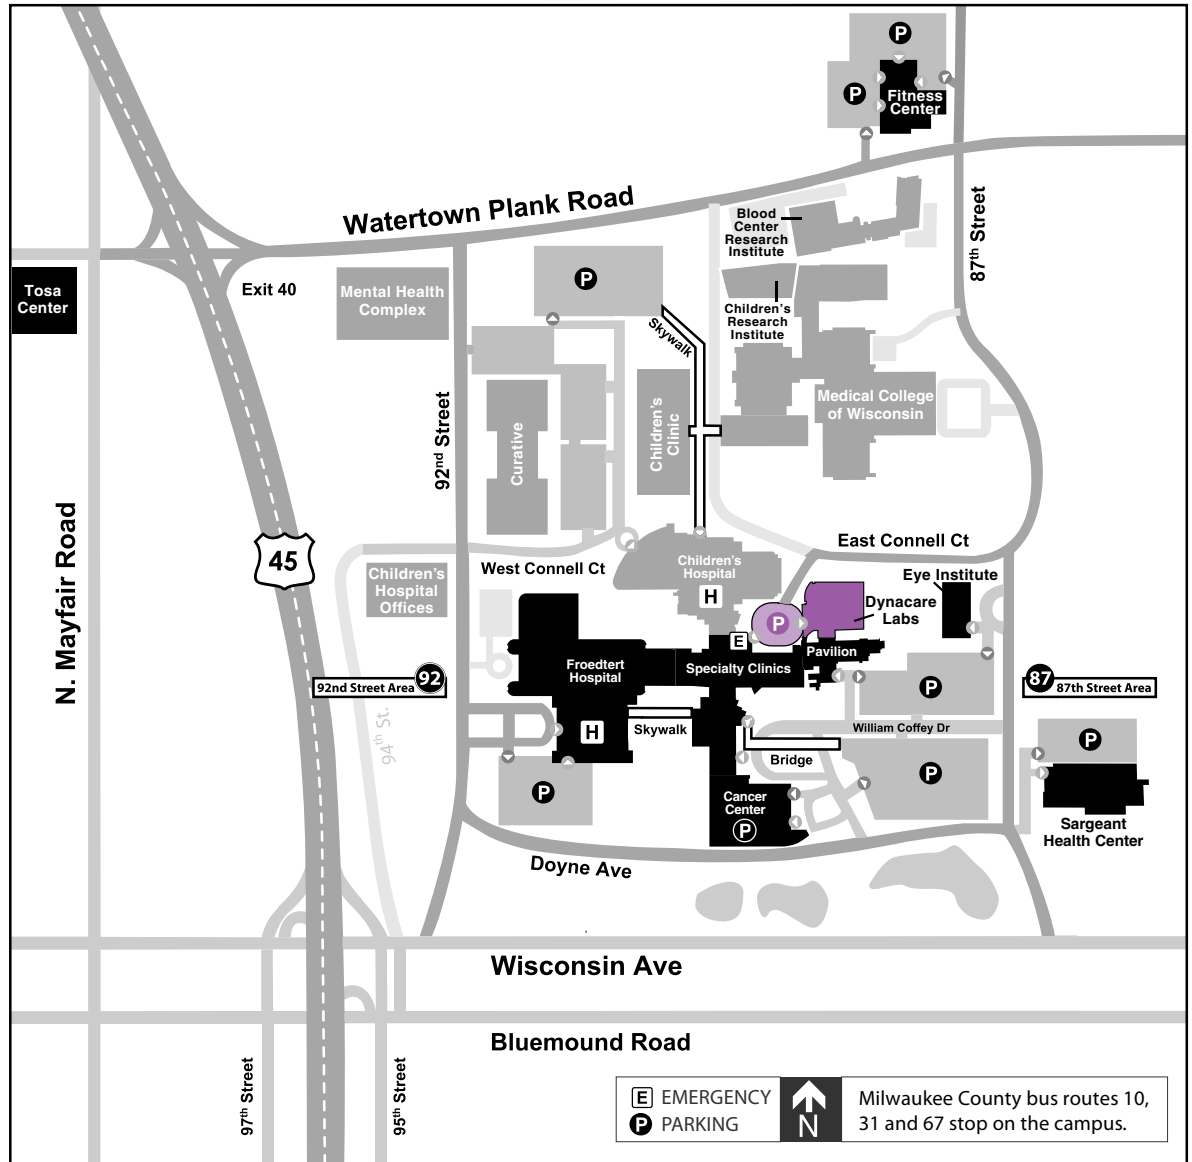 P
P
Fitness
Center
Watertown Plank Road
87th Street
Blood
Center
Research
Institute
Tosa
Center
Exit 40
Mental Health
Complex
P
Skywalk
Children's
Research
Institute
92nd Street
Curative
Children's
Clinic
Medical College
of Wisconsin
N. Mayfair Road
45
East Connell Ct
West Connell Ct
Children's
Hospital
H
Children's
Hospital
Offices
Eye Institute
Dynacare
Labs
P
E
Pavilion
Froedtert
Hospital
Specialty Clinics
92
92nd Street Area
87
87th Street Area
P
94th St.
H
Skywalk
William Coffey Dr
Bridge
P
P
P
Cancer
Center
P
Sargeant
Health Center
Doyne Ave
Wisconsin Ave
Bluemound Road
97th Street
95th Street
E EMERGENCY
P PARKING
N
Milwaukee County bus routes 10,
31 and 67 stop on the campus.